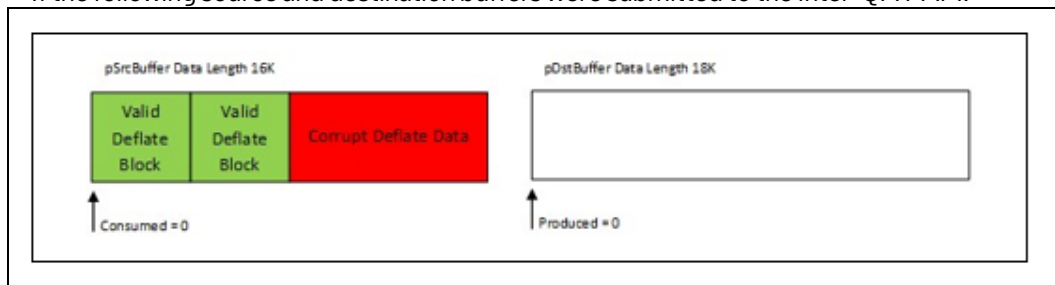 pSrcBuffer Data Length 16K
pDstBuffer Data Length 18K
Valid Deflate Block
Valid Deflate Block
Corrupt Deflate Data
Consumed = 0
Produced = 0